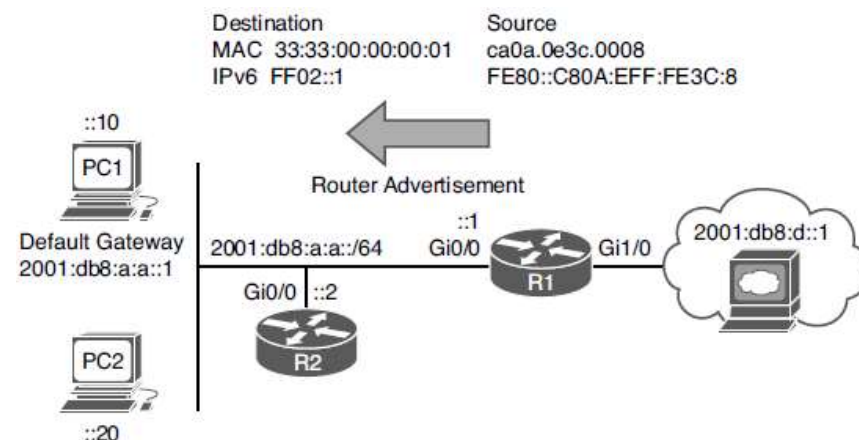 Destination
Source
MAC 33:33:00:00:00:01
ca0a.0e3c.0008
IPv6 FF02::1
FE80::C80A:EFF:FE3C:8
::10
PC1
Router Advertisement
Default Gateway
2001:db8:a:a::1
2001:db8:a:a::/64
::1
Gi0/0
R1
Gi1/0
2001:db8:d::1
Gi0/0
::2
R2
PC2
::20